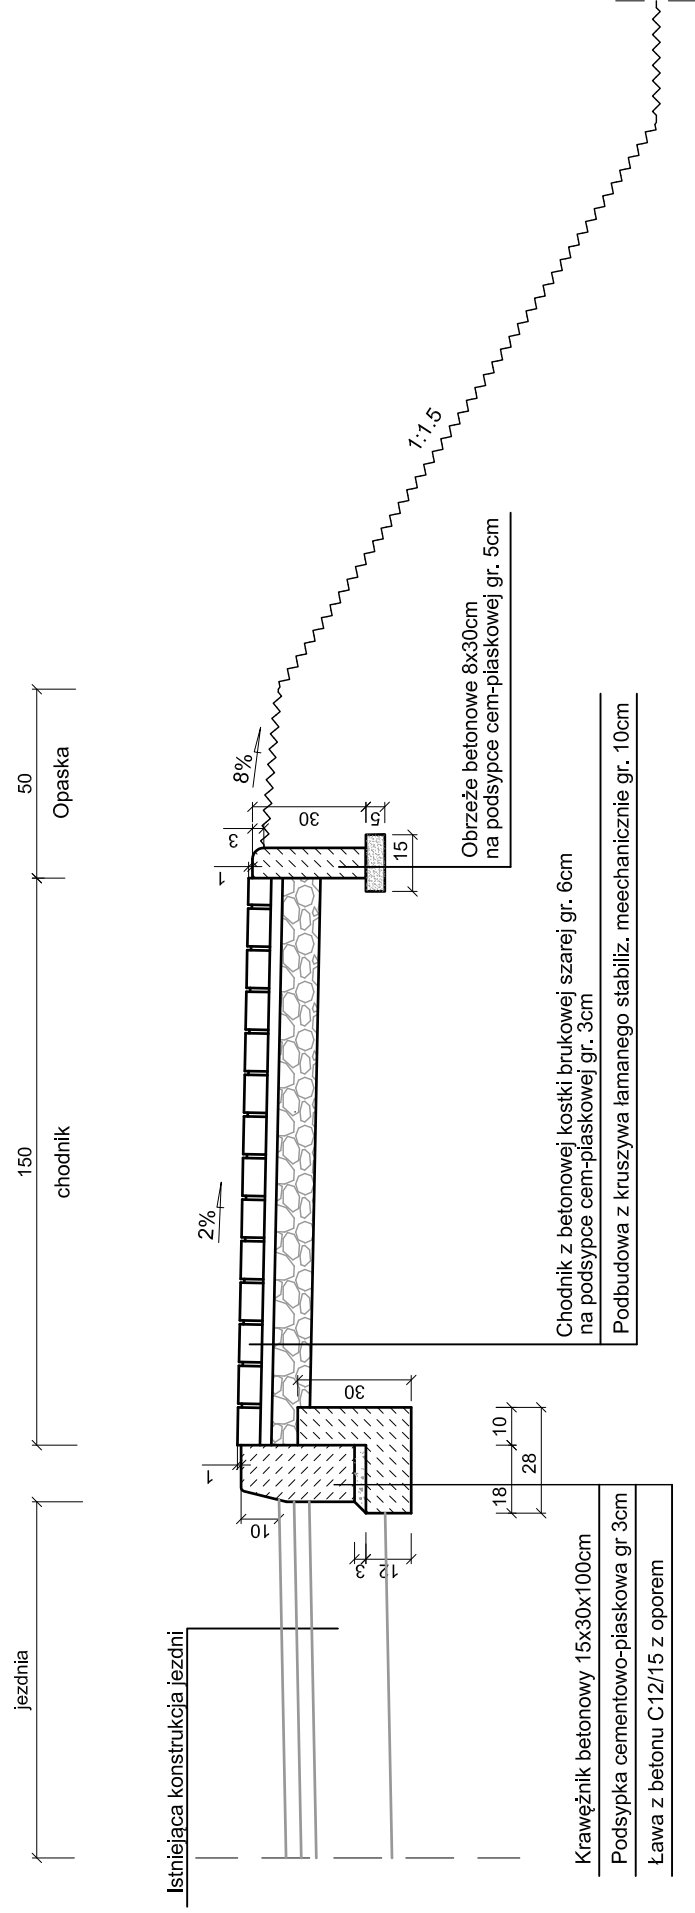 jezdnia
150
chodnik
50
Opaska
Istniejąca konstrukcja jezdni
2%
8%
1:1.5
1
10
3
12
30
18
10
28
1
3
30
5
15
Krawężnik betonowy 15x30x100cm
Podsypka cementowo-piaskowa gr 3cm
Ława z betonu C12/15 z oporem
Chodnik z betonowej kostki brukowej szarej gr. 6cm
na podsypce cem-piaskowej gr. 3cm
Podbudowa z kruszywa łamanego stabiliz. meechanicznie gr. 10cm
Obrzeże betonowe 8x30cm
na podsypce cem-piaskowej gr. 5cm